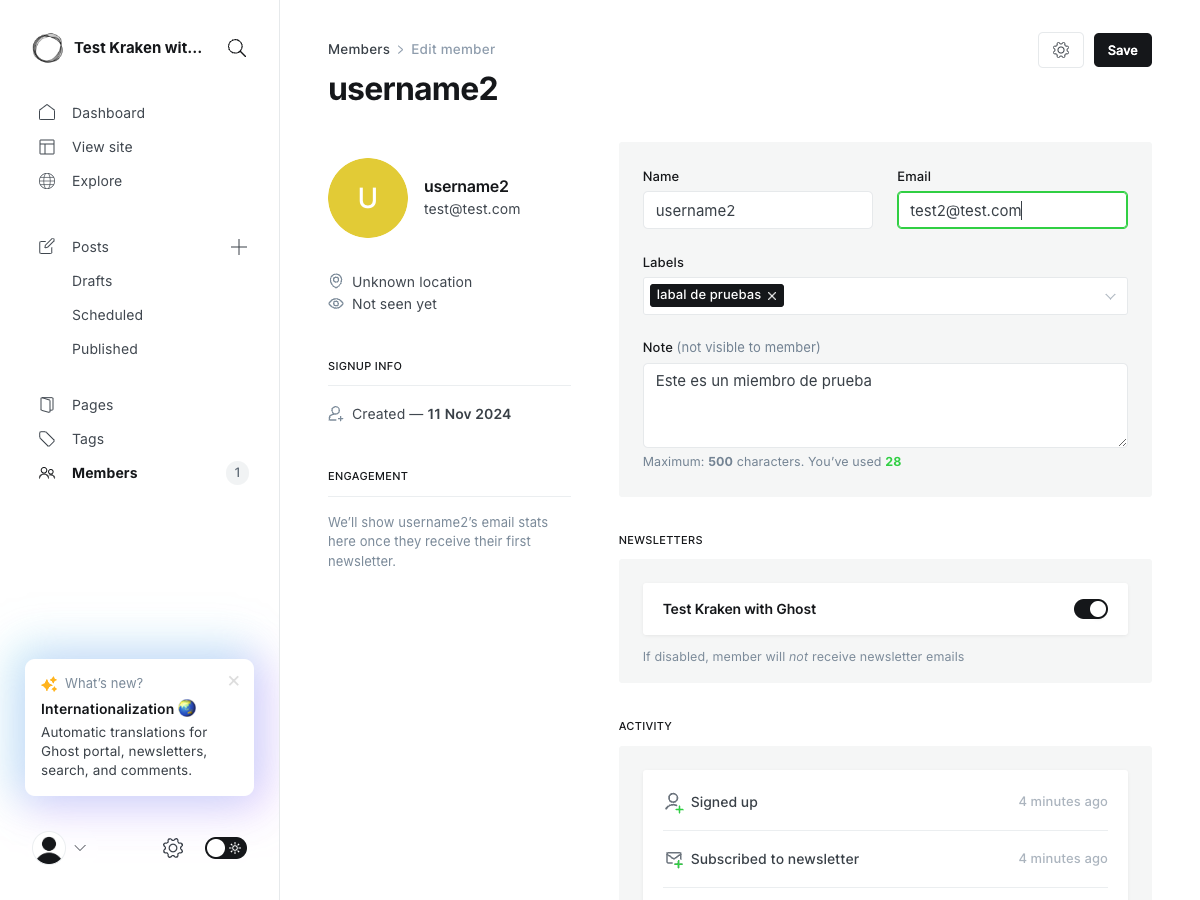 Test Kraken wit...
Dashboard
View site
Explore
Posts
Drafts
Scheduled
Published
Pages
Tags
Members
1
What's new?
Internationalization
Automatic translations for
Ghost portal, newsletters,
search, and comments.
Members
Edit member
Save
username2
U
username2
test@test.com
Unknown location
Not seen yet
SIGNUP INFO
Created — 11 Nov 2024
ENGAGEMENT
We'll show username2's email stats
here once they receive their first
newsletter.
Name
Email
username2
test2@test.com
Labels
labal de pruebas
Note (not visible to member)
Este es un miembro de prueba
Maximum: 500 characters. You've used 28
NEWSLETTERS
Test Kraken with Ghost
If disabled, member will not receive newsletter emails
ACTIVITY
Signed up
4 minutes ago
Subscribed to newsletter
4 minutes ago